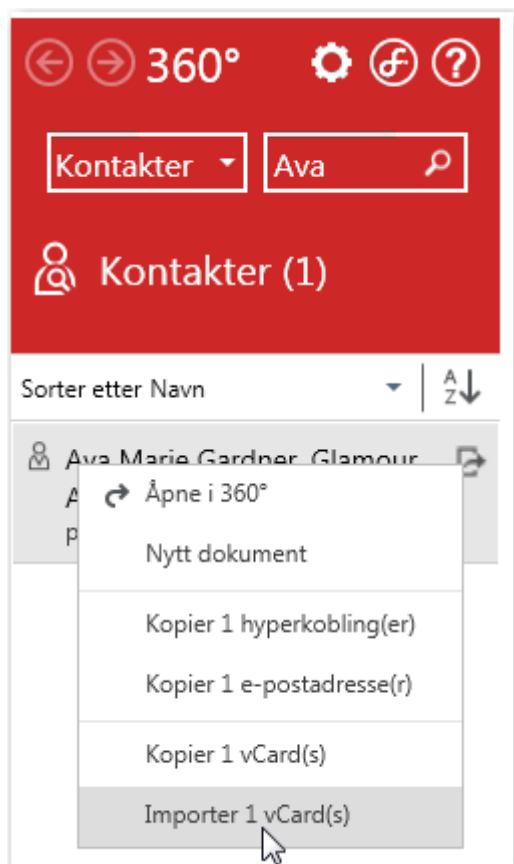 360°
Kontakter
Ava
Kontakter (1)
Sorter etter Navn
A
Z
Ava Marie Gardner, Glamour
A
p
Åpne i 360°
Nytt dokument
Kopier 1 hyperkobling(er)
Kopier 1 e-postadresse(r)
Kopier 1 vCard(s)
Importer 1 vCard(s)